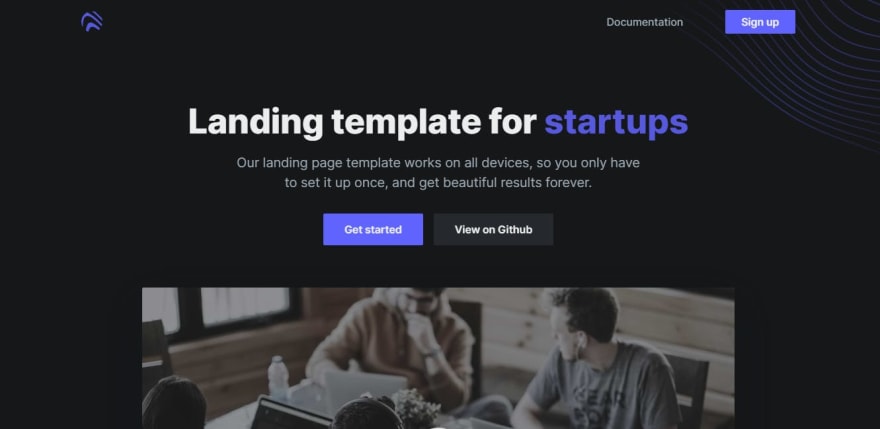 Documentation
Sign up
Landing template for startups
Our landing page template works on all devices, so you only have
to set it up once, and get beautiful results forever.
Get started
View on Github